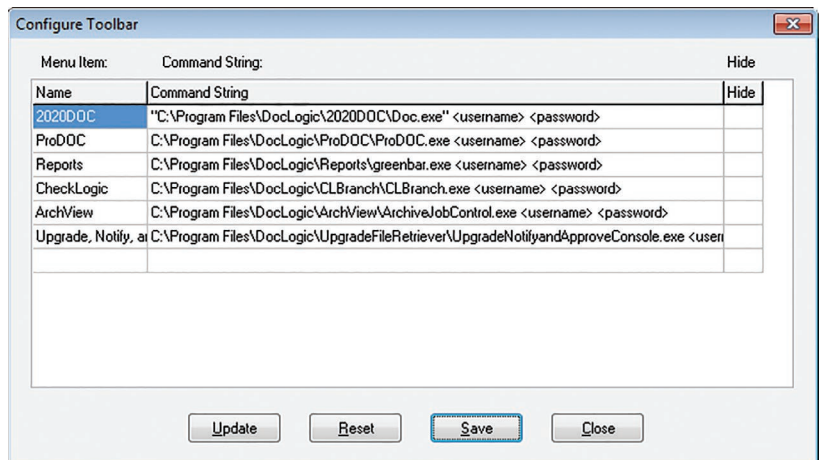 Configure Toolbar
Menu Item: Command String: Hide
Name Command String Hide
2020DOC "C:\Program Files\DocLogic\2020DOC\Doc.exe" <username> <password>
ProDOC C:\Program Files\DocLogic\ProDOC\ProDOC.exe <username> <password>
Reports C:\Program Files\DocLogic\Reports\greenbar.exe <username> <password>
CheckLogic C:\Program Files\DocLogic\CLBranch\CLBranch.exe <username> <password>
ArchView C:\Program Files\DocLogic\ArchView\ArchiveJobControl.exe <username> <password>
Upgrade, Notify, a C:\Program Files\DocLogic\UpgradeFileRetriever\UpgradeNotifyandApproveConsole.exe <user
Update Reset Save Close